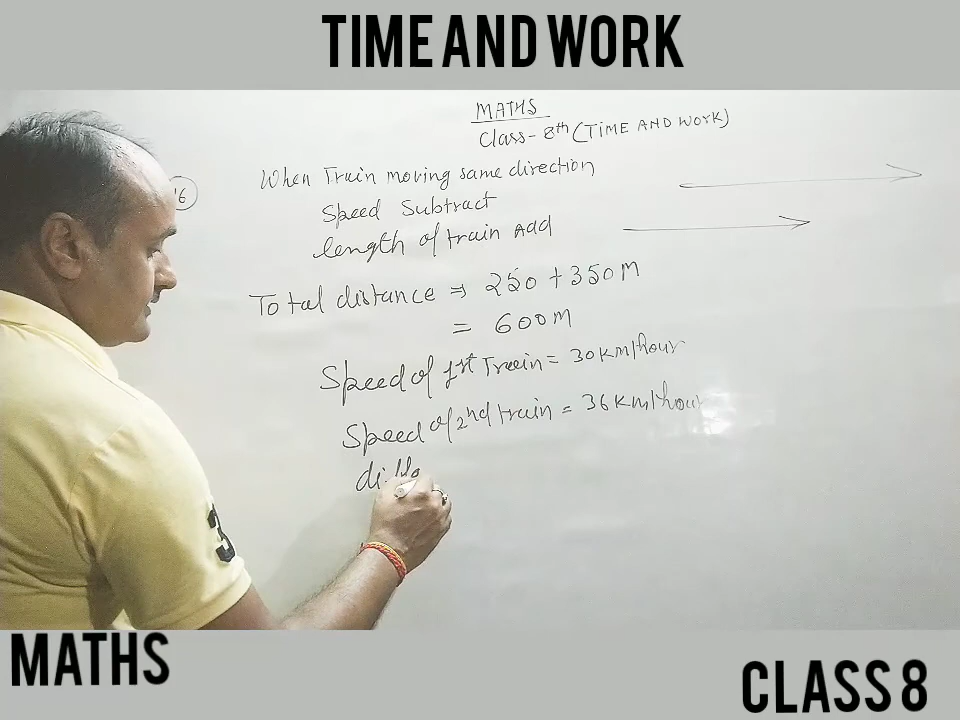 TIME AND WORK
MATHS
Class-8th (TIME AND WORK)
16
When Train moving same direction
Speed Subtract
length of train Add
Total distance ⇒ 250 + 350 M
= 600 M
Speed of 1st Train = 30 KM/hour
Speed of 2nd train = 36 KM/hour
diffe
MATHS
CLASS 8